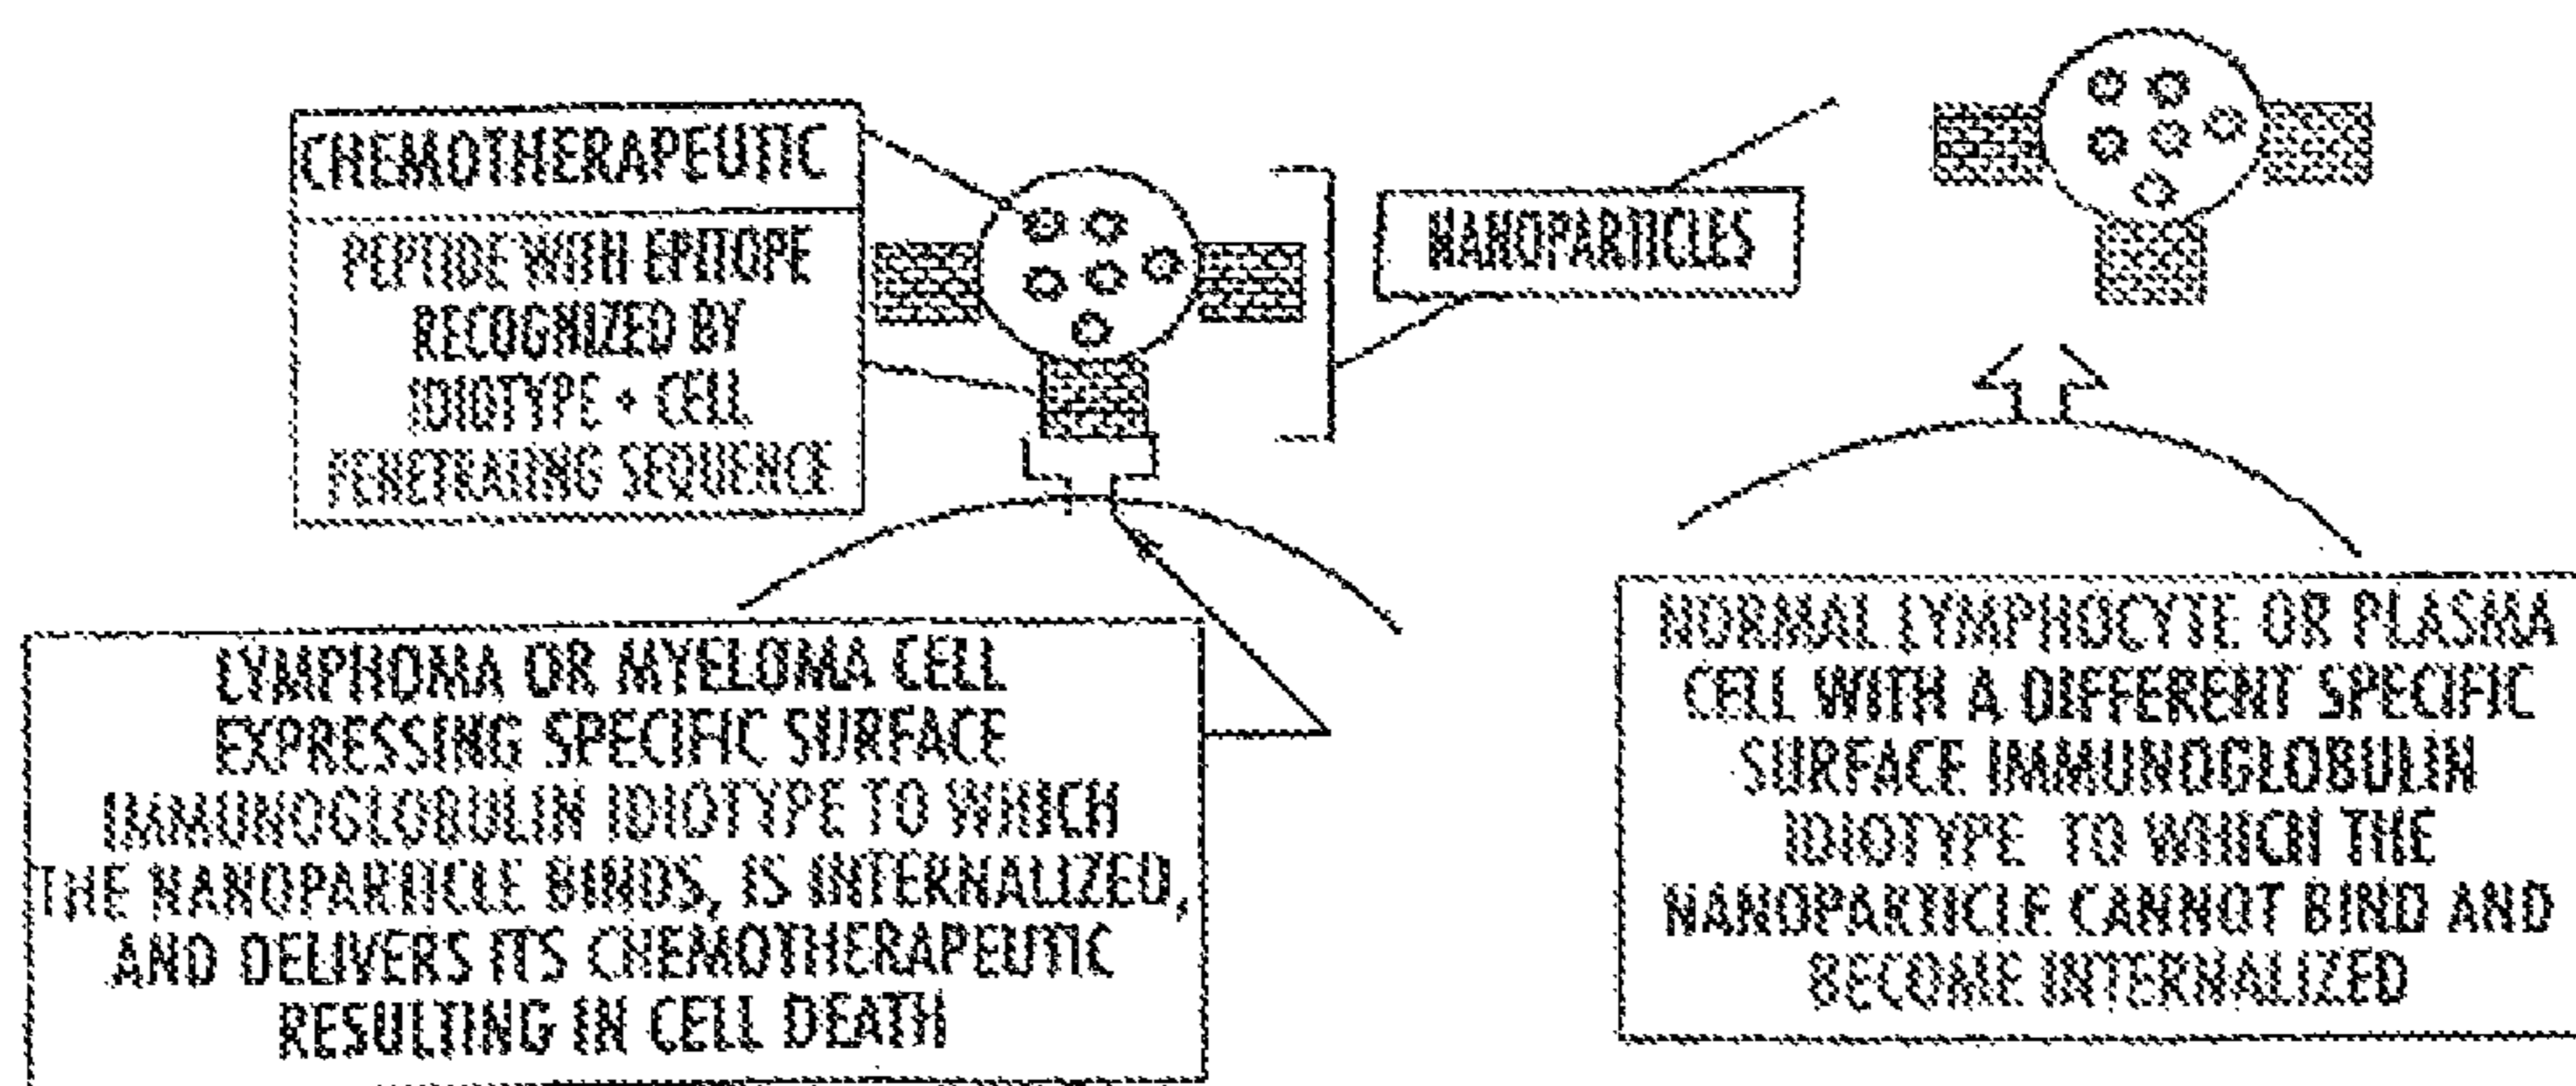 CHEMOTHERAPEUTIC
PEPTIDE WITH EPITOPE
RECOGNIZED BY
IDIOTYPE + CELL
PENETRATING SEQUENCE
NANOPARTICLES
LYMPHOMA OR MYELOMA CELL
EXPRESSING SPECIFIC SURFACE
IMMUNOGLOBULIN IDIOTYPE TO WHICH
THE NANOPARTICLE BINDS, IS INTERNALIZED,
AND DELIVERS ITS CHEMOTHERAPEUTIC
RESULTING IN CELL DEATH
NORMAL LYMPHOCYTE OR PLASMA
CELL WITH A DIFFERENT SPECIFIC
SURFACE IMMUNOGLOBULIN
IDIOTYPE TO WHICH THE
NANOPARTICLE CANNOT BIND AND
BECOME INTERNALIZED